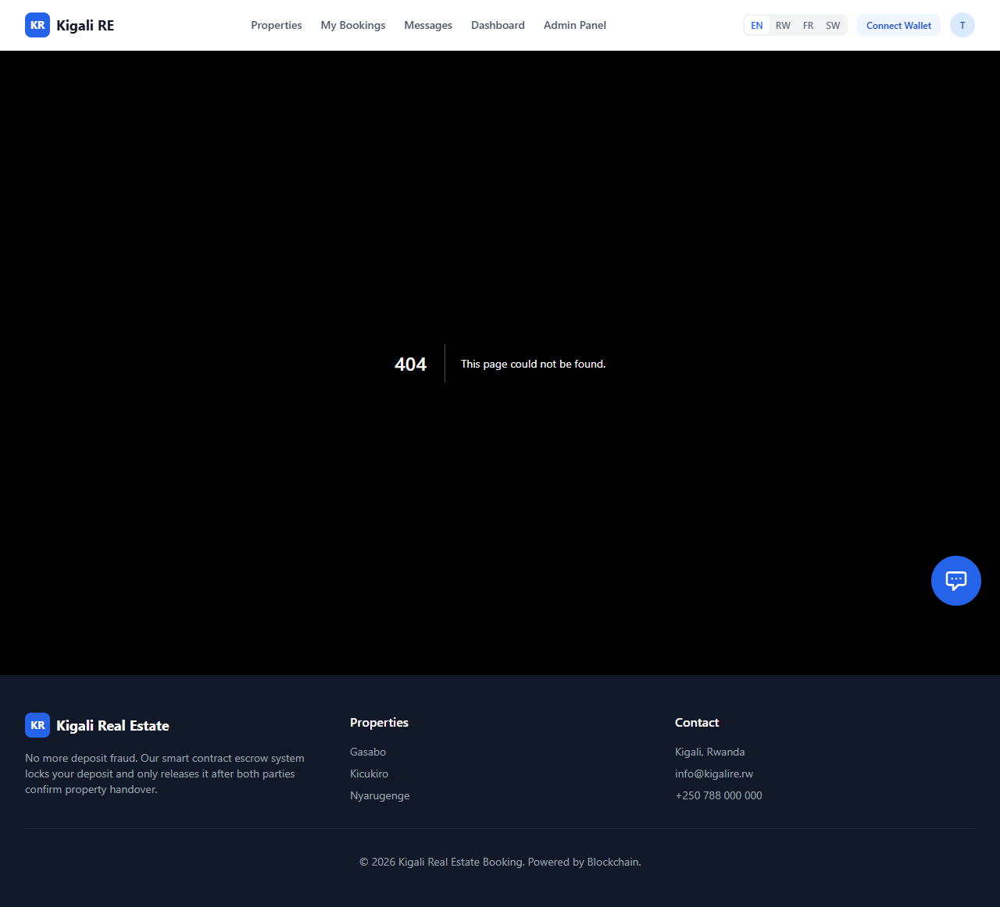 KR Kigali RE
Properties My Bookings Messages Dashboard Admin Panel
EN RW FR SW Connect Wallet T
404 This page could not be found.
KR Kigali Real Estate
No more deposit fraud. Our smart contract escrow system
locks your deposit and only releases it after both parties
confirm property handover.
Properties
Gasabo
Kicukiro
Nyarugenge
Contact
Kigali, Rwanda
info@kigalire.rw
+250 788 000 000
© 2026 Kigali Real Estate Booking. Powered by Blockchain.